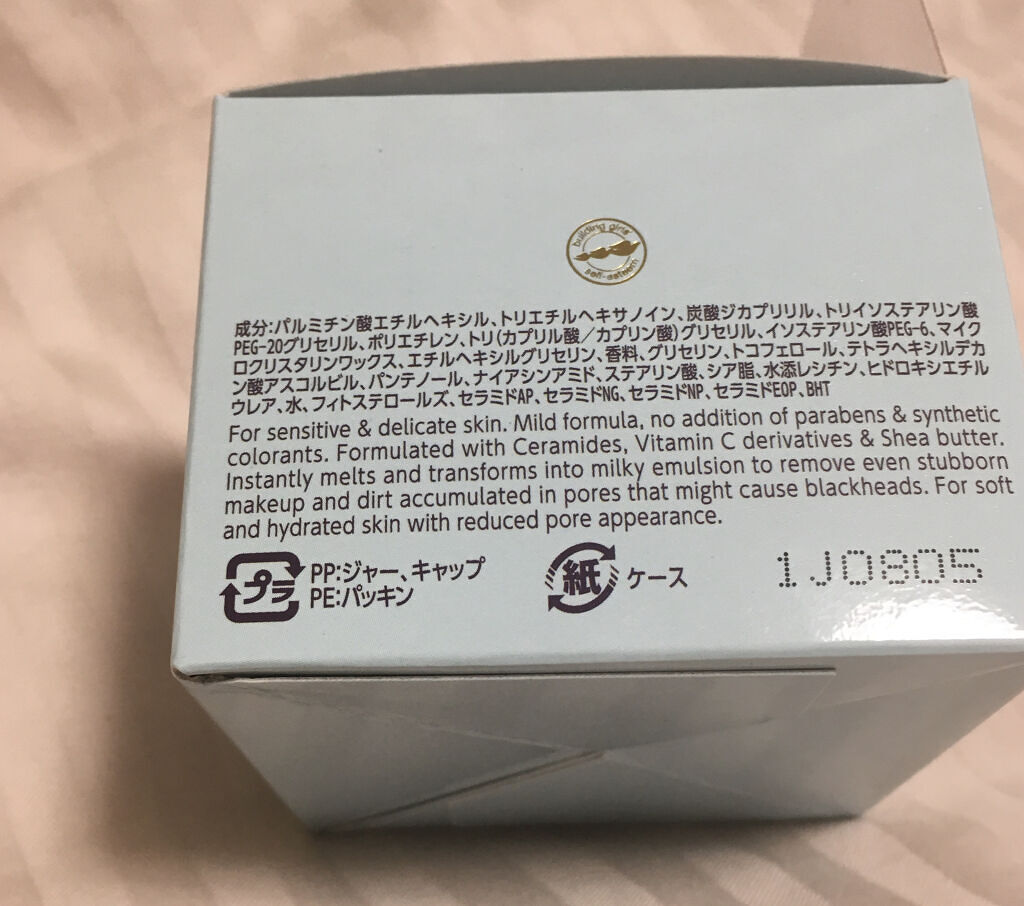 building girls'
self-esteem
成分:パルミチン酸エチルヘキシル、トリエチルヘキサノイン、炭酸ジカプリリル、トリイソステアリン酸
PEG-20グリセリル、ポリエチレン、トリ(カプリル酸/カプリン酸)グリセリル、イソステアリン酸PEG-6、マイク
ロクリスタリンワックス、エチルヘキシルグリセリン、香料、グリセリン、トコフェロール、テトラヘキシルデカ
ン酸アスコルビル、パンテノール、ナイアシンアミド、ステアリン酸、シア脂、水添レシチン、ヒドロキシエチル
ウレア、水、フィトステロールズ、セラミドAP、セラミドNG、セラミドNP、セラミドEOP、BHT
For sensitive & delicate skin. Mild formula, no addition of parabens & synthetic
colorants. Formulated with Ceramides, Vitamin C derivatives & Shea butter.
Instantly melts and transforms into milky emulsion to remove even stubborn
makeup and dirt accumulated in pores that might cause blackheads. For soft
and hydrated skin with reduced pore appearance.
プラ PP:ジャー、キャップ
PE:パッキン
紙 ケース
1J0805